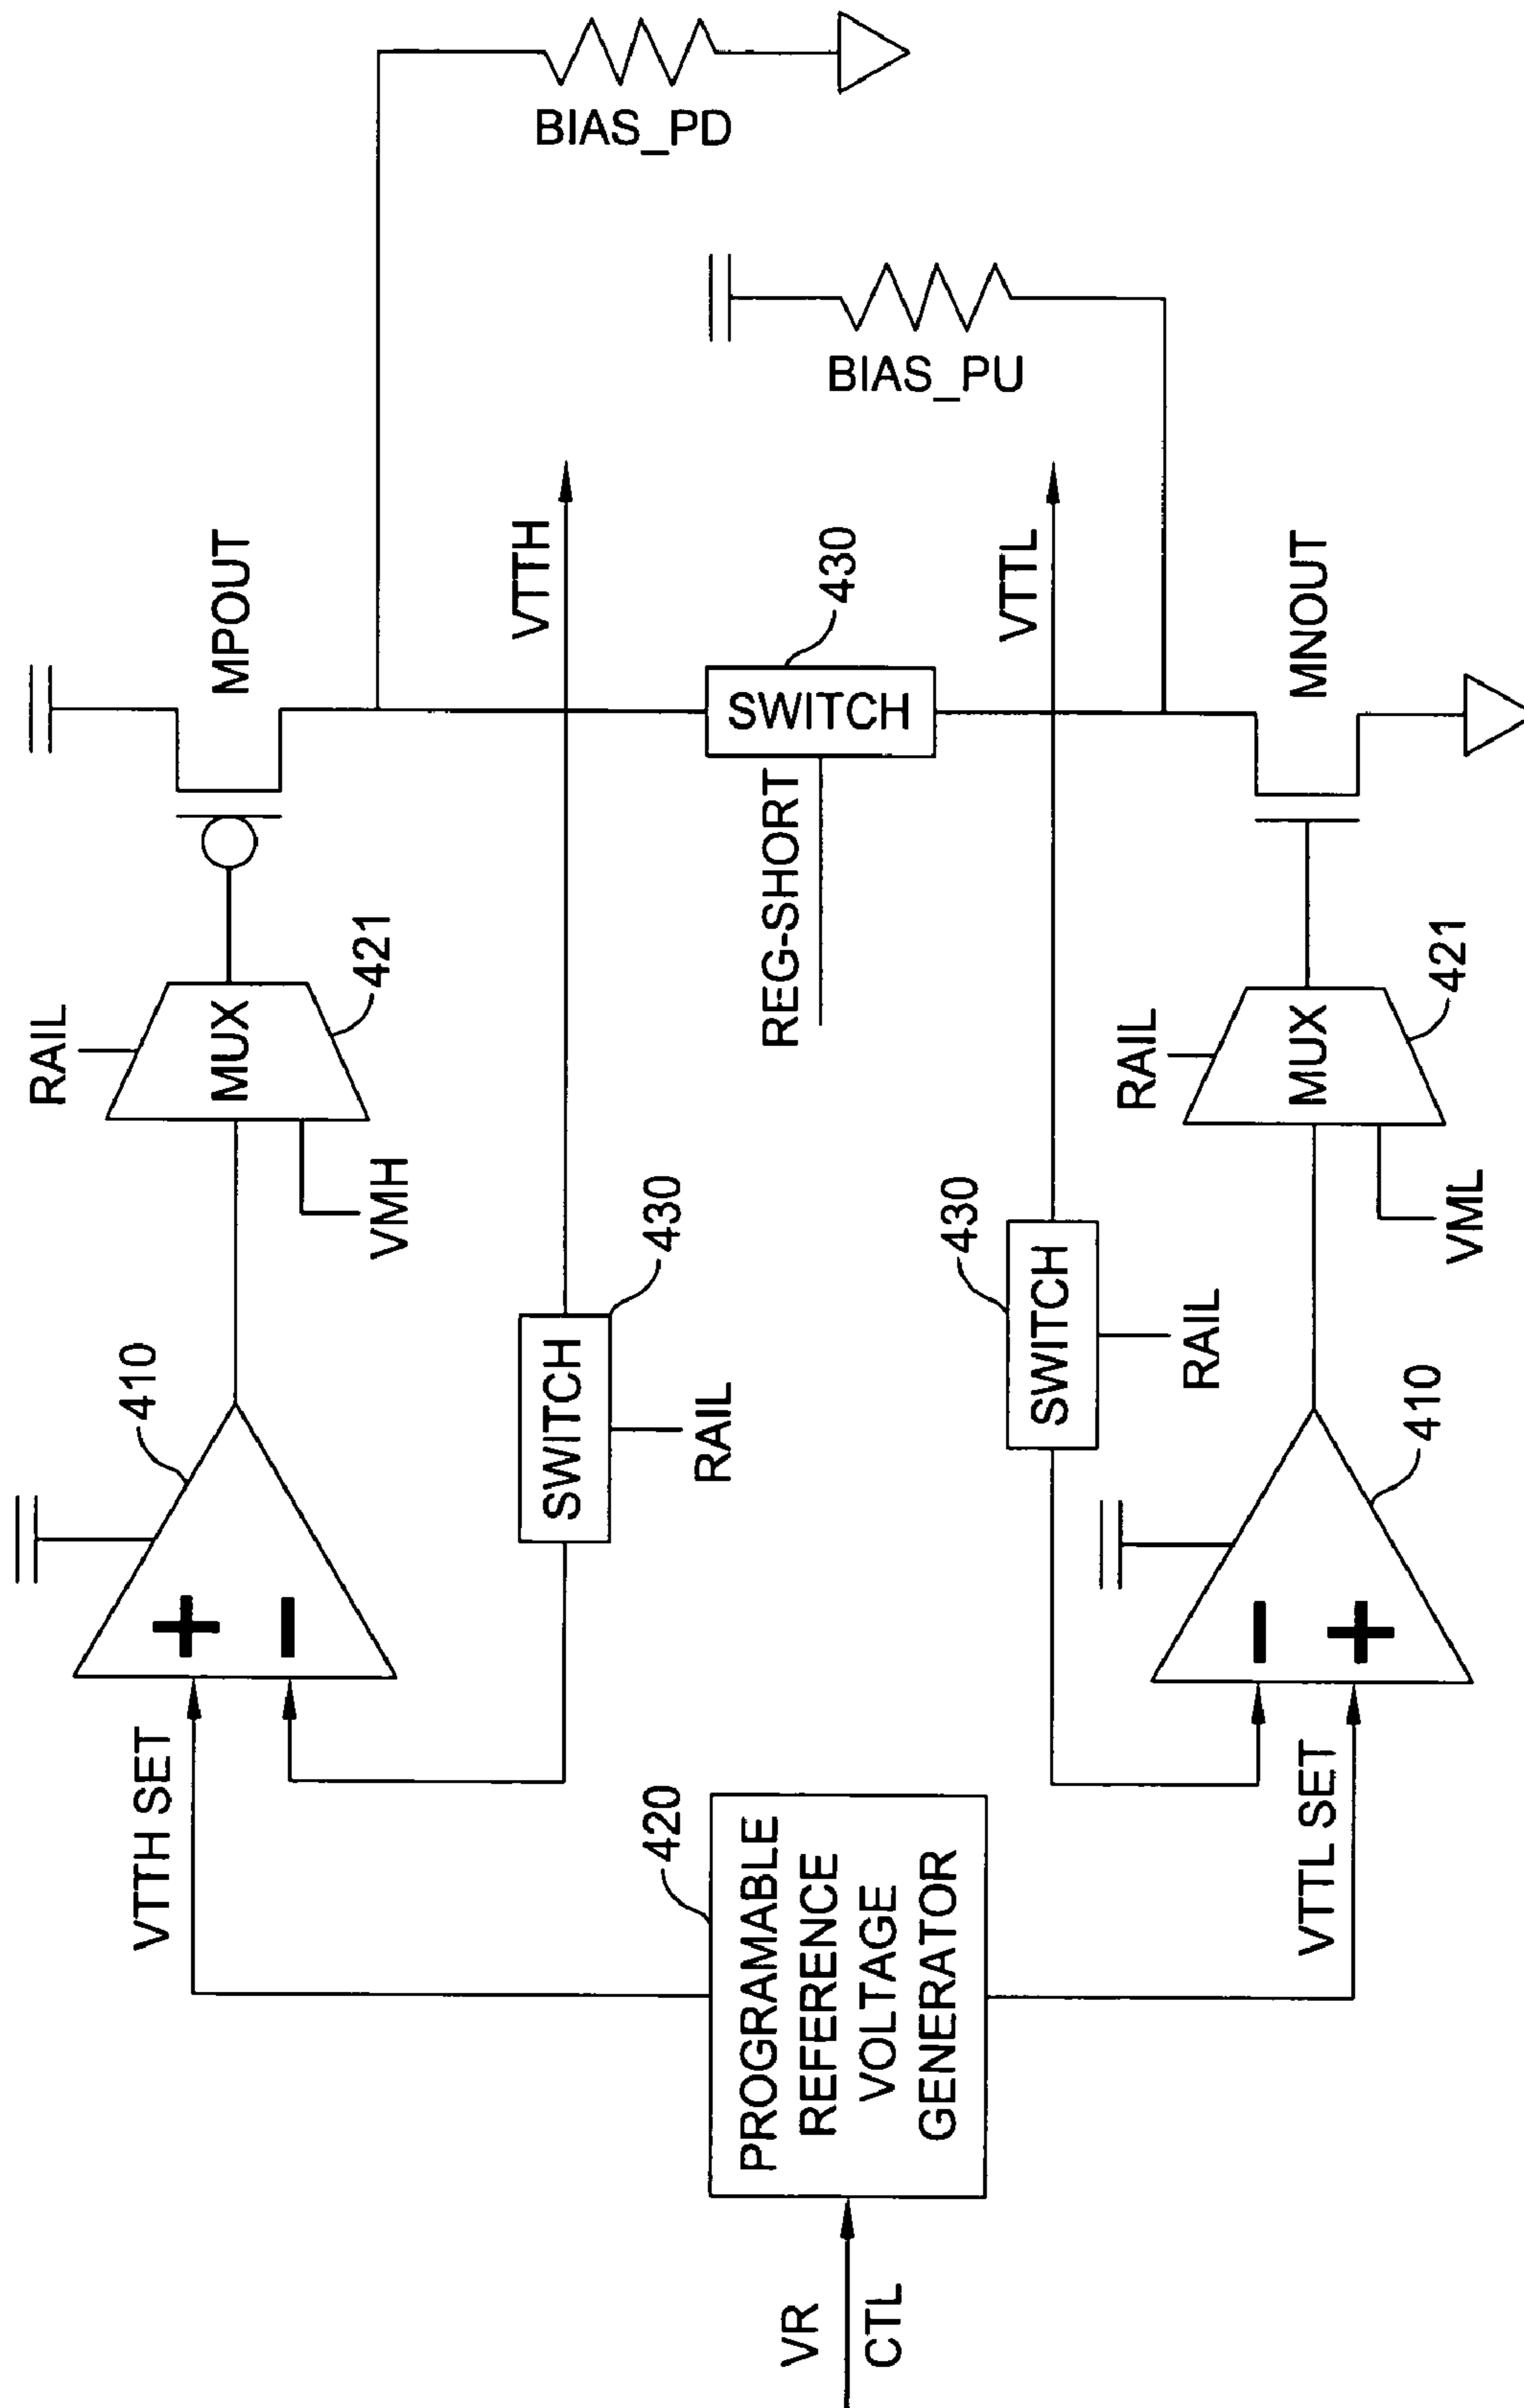 VR
CTL
PROGRAMABLE
REFERENCE
VOLTAGE
GENERATOR
420
VTTH SET
VTTL SET
+
−
410
−
+
410
SWITCH
430
RAIL
SWITCH
430
RAIL
VMH
RAIL
MUX
421
VML
RAIL
MUX
421
REG-SHORT
SWITCH
430
MPOUT
VTTH
VTTL
MNOUT
BIAS_PU
BIAS_PD